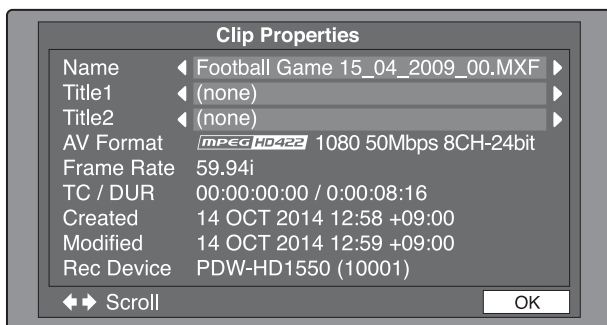 Clip Properties
Name Football Game 15_04_2009_00.MXF
Title1 (none)
Title2 (none)
AV Format MPEG HD422 1080 50Mbps 8CH-24bit
Frame Rate 59.94i
TC / DUR 00:00:00:00 / 0:00:08:16
Created 14 OCT 2014 12:58 +09:00
Modified 14 OCT 2014 12:59 +09:00
Rec Device PDW-HD1550 (10001)
Scroll OK